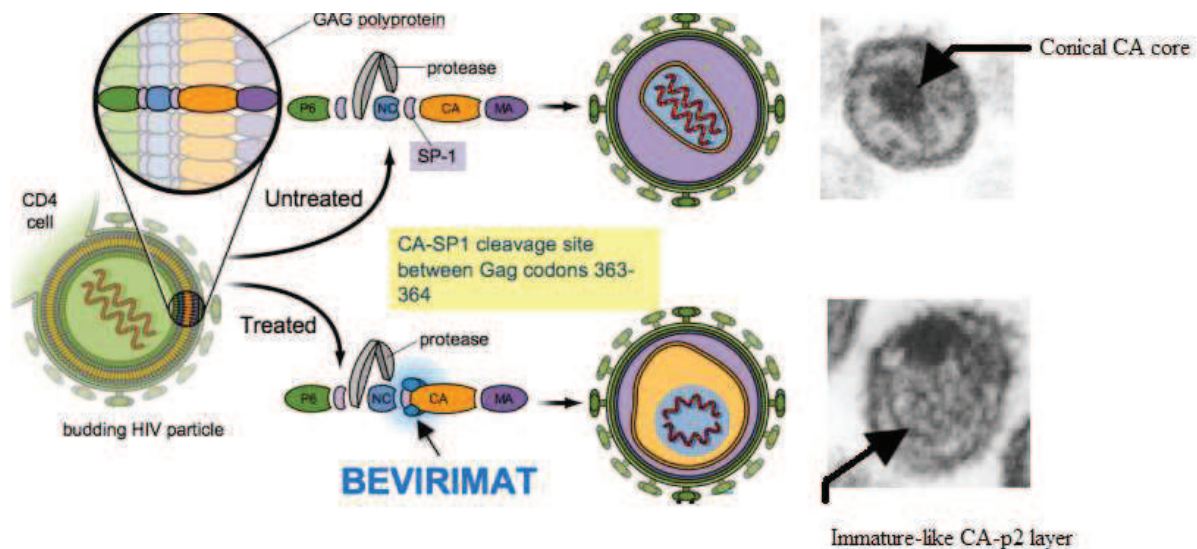 GAG polyprotein
protease
P6
NC
CA
MA
SP-1
Conical CA core
CD4
cell
Untreated
CA-SP1 cleavage site
between Gag codons 363-
364
Treated
protease
P6
NC
CA
MA
budding HIV particle
BEVIRIMAT
Immature-like CA-p2 layer